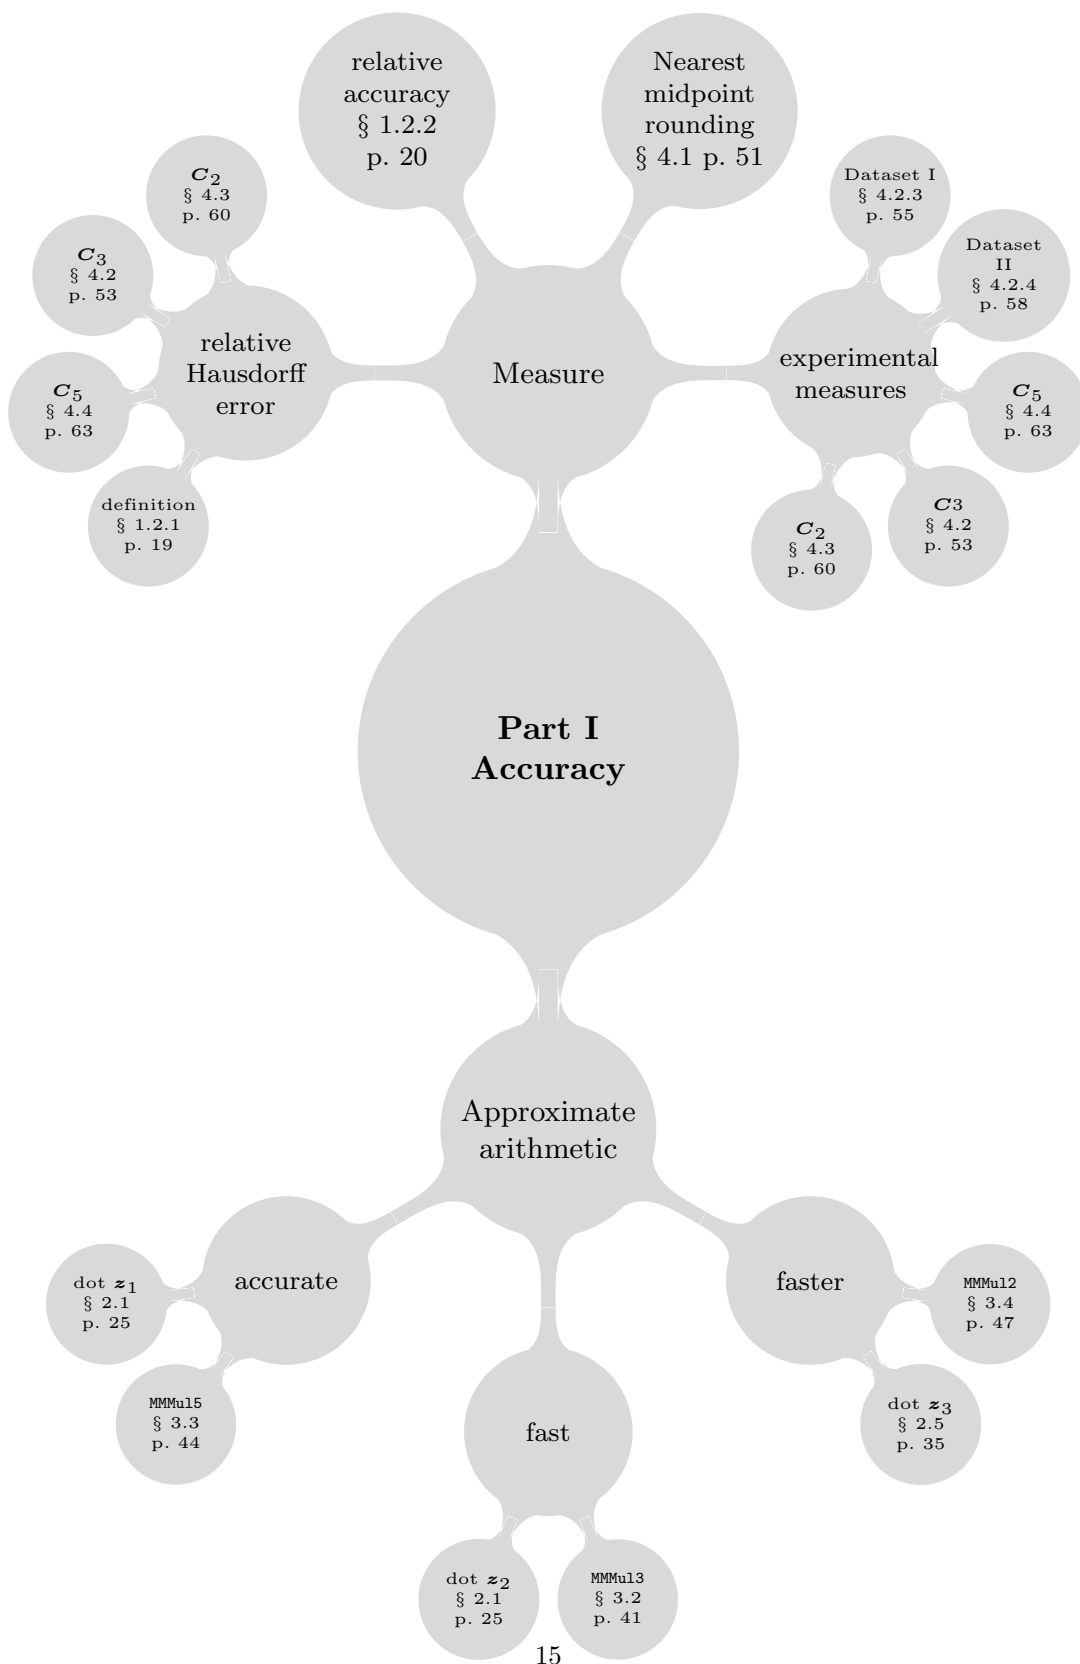 relative
accuracy
§ 1.2.2
p. 20
Nearest
midpoint
rounding
§ 4.1 p. 51
C₂
§ 4.3
p. 60
C₃
§ 4.2
p. 53
relative
Hausdorff
error
C₅
§ 4.4
p. 63
definition
§ 1.2.1
p. 19
Measure
experimental
measures
Dataset I
§ 4.2.3
p. 55
Dataset
II
§ 4.2.4
p. 58
C₅
§ 4.4
p. 63
C3
§ 4.2
p. 53
C₂
§ 4.3
p. 60
Part I
Accuracy
Approximate
arithmetic
accurate
dot z₁
§ 2.1
p. 25
MMMul5
§ 3.3
p. 44
fast
dot z₂
§ 2.1
p. 25
MMMul3
§ 3.2
p. 41
faster
MMMul2
§ 3.4
p. 47
dot z₃
§ 2.5
p. 35
15